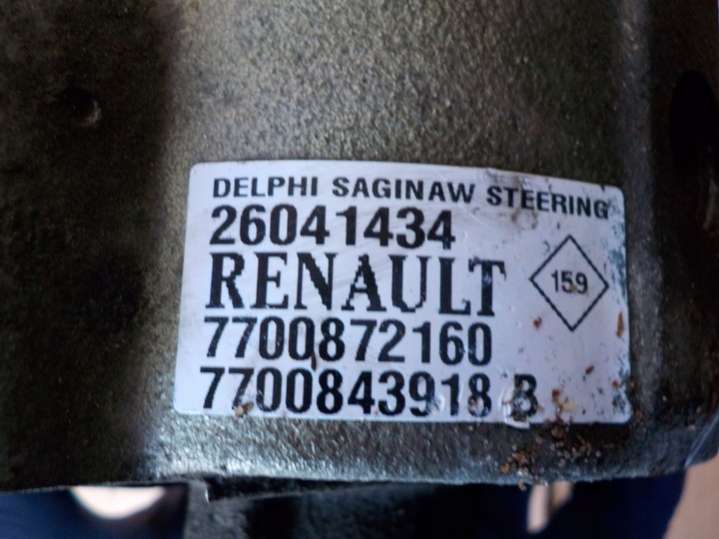 DELPHI SAGINAW STEERING
26041434
RENAULT
159
7700872160
7700843918 B